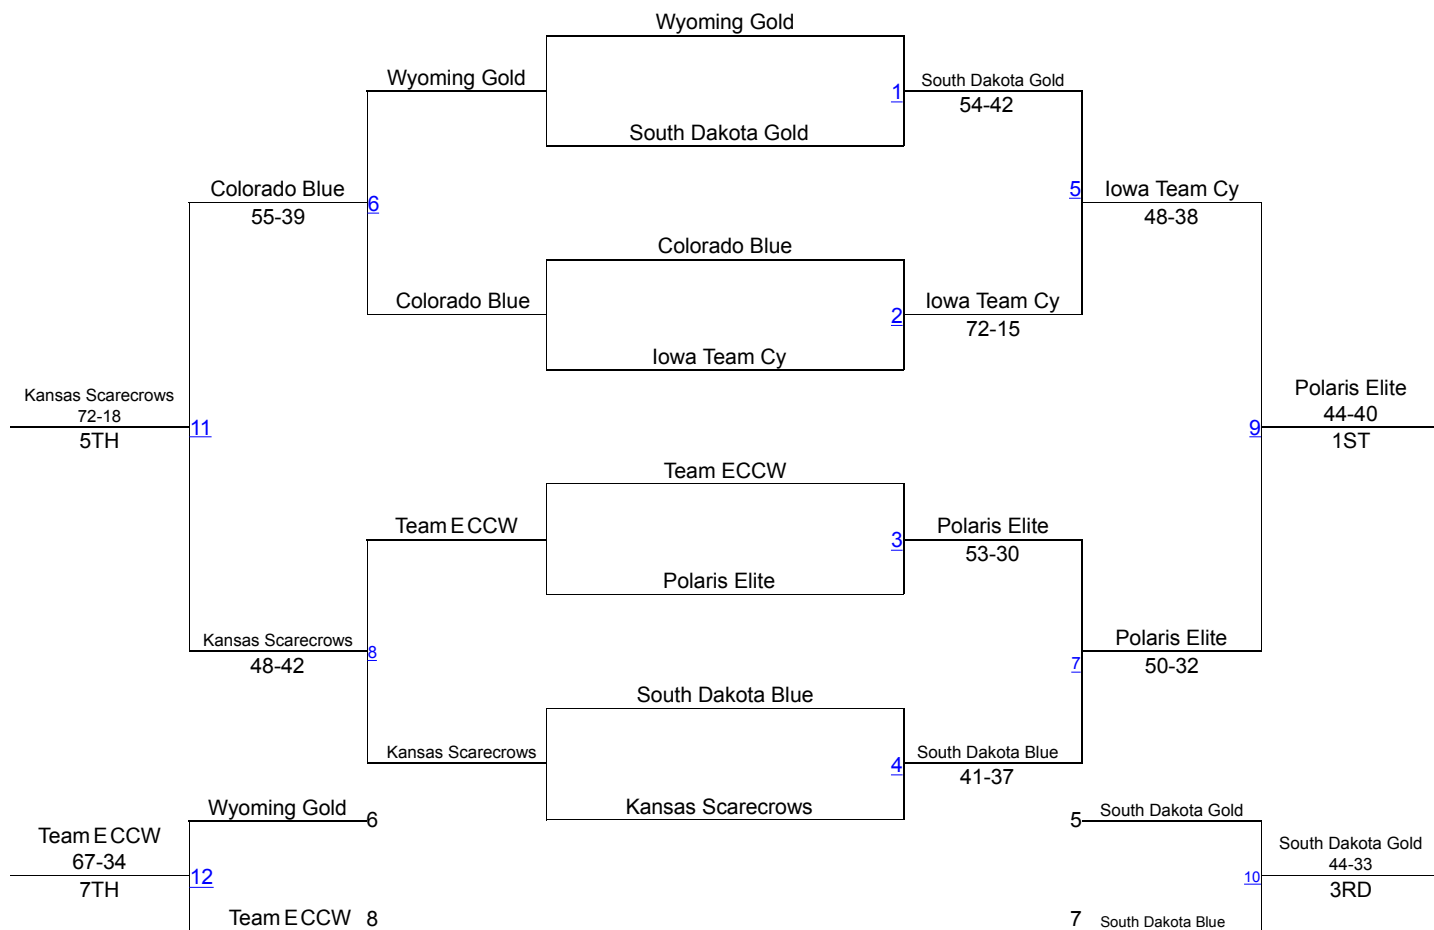 Wyoming Gold
Wyoming Gold
1
South Dakota Gold
54-42
South Dakota Gold
Colorado Blue
55-39
6
5
Iowa Team Cy
48-38
Colorado Blue
Colorado Blue
2
Iowa Team Cy
72-15
Iowa Team Cy
Kansas Scarecrows
72-18
5TH
11
9
Polaris Elite
44-40
1ST
Team ECCW
Team ECCW
3
Polaris Elite
53-30
Polaris Elite
Kansas Scarecrows
48-42
8
7
Polaris Elite
50-32
South Dakota Blue
Kansas Scarecrows
4
South Dakota Blue
41-37
Kansas Scarecrows
Wyoming Gold 6
5 South Dakota Gold
Team ECCW
67-34
7TH
12
10
South Dakota Gold
44-33
3RD
Team ECCW 8
7 South Dakota Blue